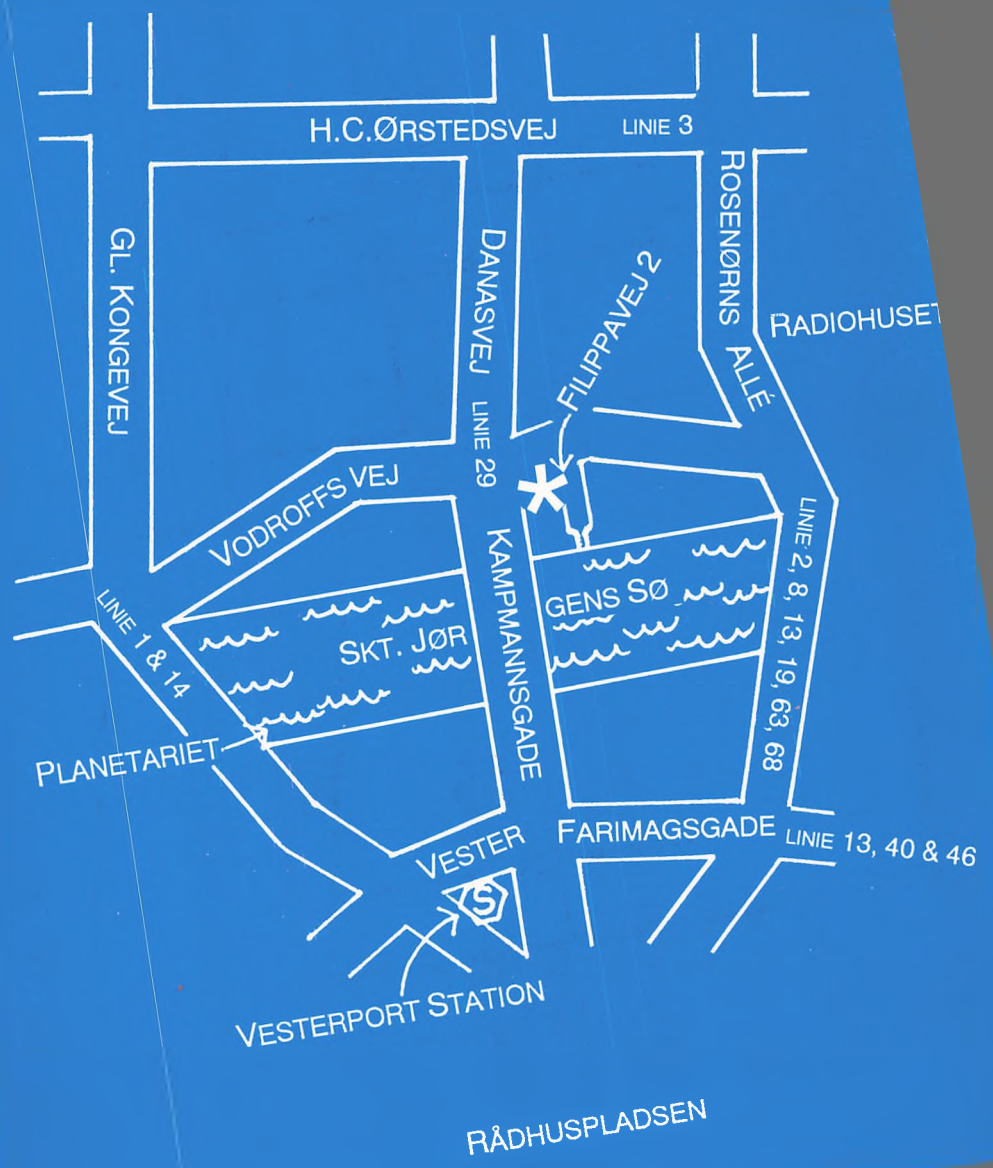 H.C.ØRSTEDSVEJ
LINIE 3
GL. KONGEVEJ
DANASVEJ
LINIE 29
FILIPPAVEJ 2
ROSENØRNS ALLÉ
RADIOHUSET
VODROFFSVEJ
*
KAMPMANNSGADE
LINIE 2, 8, 13, 19, 63, 68
LINIE 1 & 14
SKT. JØR
GENS SØ
PLANETARIET
VESTER
FARIMAGSGADE
LINIE 13, 40 & 46
S
VESTERPORT STATION
RÅDHUSPLADSEN